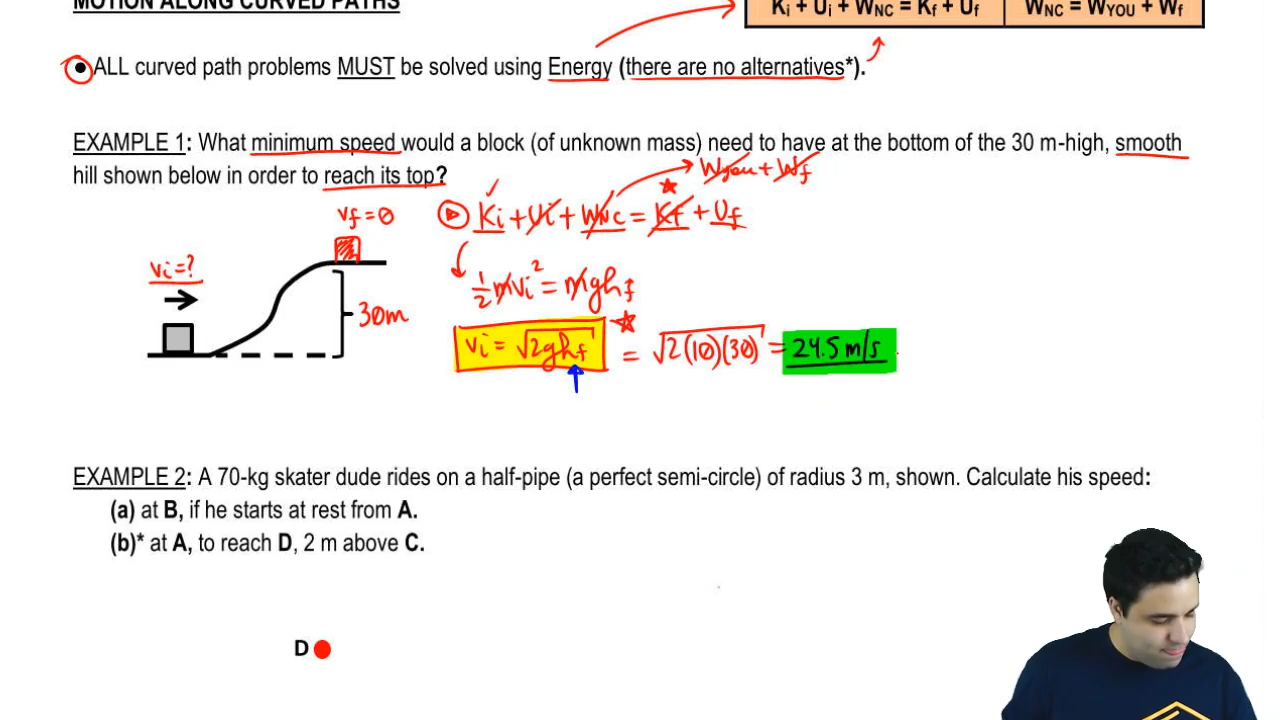 MOTION ALONG CURVED PATHS
Ki + Ui + WNC = Kf + Uf
WNC = WYOU + Wf
ALL curved path problems MUST be solved using Energy (there are no alternatives*).
EXAMPLE 1: What minimum speed would a block (of unknown mass) need to have at the bottom of the 30 m-high, smooth
hill shown below in order to reach its top?
Wyou + Wf
vf = 0
Ki + Ui + WNC = Kf + Uf
vi = ?
1/2 mvi² = mghf
30m
vi = √2ghf = √2(10)(30) = 24.5 m/s
EXAMPLE 2: A 70-kg skater dude rides on a half-pipe (a perfect semi-circle) of radius 3 m, shown. Calculate his speed:
(a) at B, if he starts at rest from A.
(b)* at A, to reach D, 2 m above C.
D